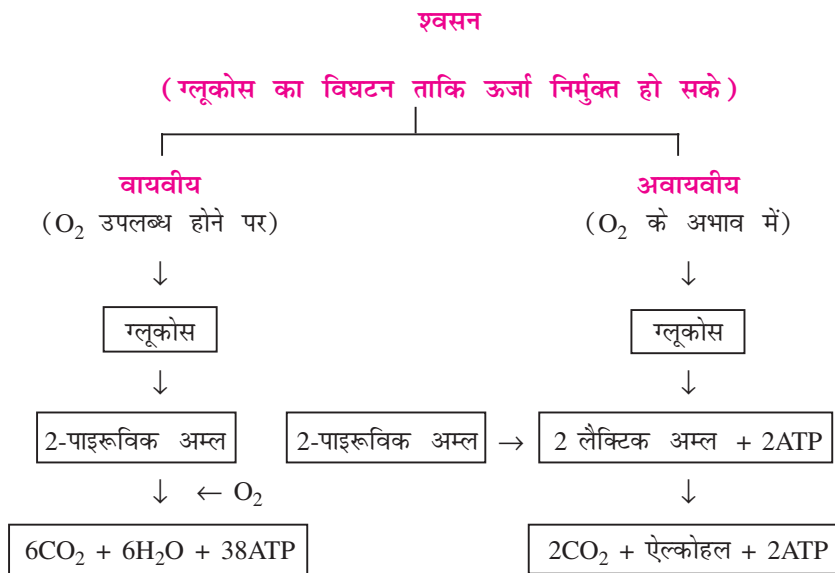 श्वसन
(ग्लूकोस का विघटन ताकि ऊर्जा निर्मुक्त हो सके)
वायवीय अवायवीय
(O₂ उपलब्ध होने पर) (O₂ के अभाव में)
↓ ↓
ग्लूकोस ग्लूकोस
↓ ↓
2-पाइरूविक अम्ल 2-पाइरूविक अम्ल → 2 लैक्टिक अम्ल + 2ATP
↓ ← O₂ ↓
6CO₂ + 6H₂O + 38ATP 2CO₂ + ऐल्कोहल + 2ATP